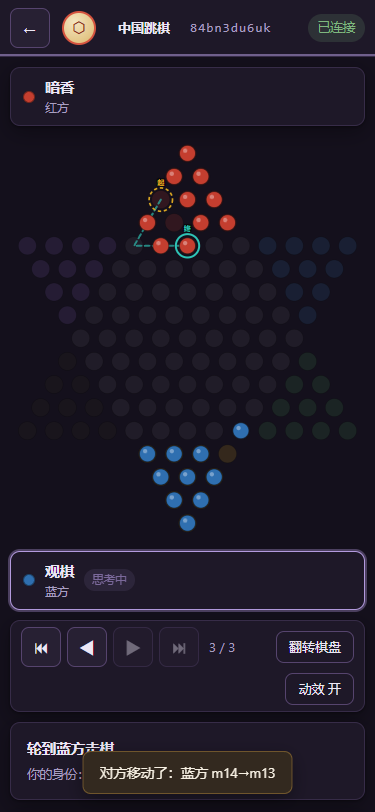 ←
中国跳棋
84bn3du6uk
已连接
暗香
红方
起
终
观棋
思考中
蓝方
3 / 3
翻转棋盘
动效 开
轮到蓝方走棋
你的身份:
对方移动了：蓝方 m14→m13